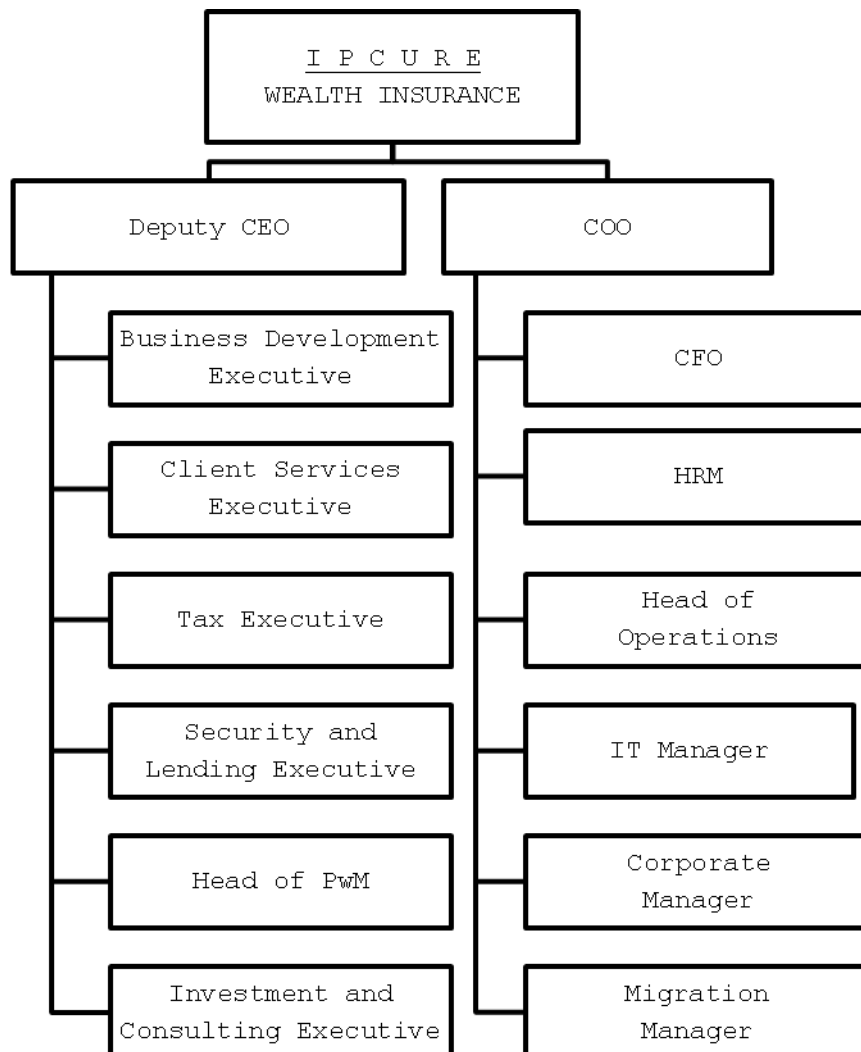 I P C U R E
WEALTH INSURANCE
Deputy CEO
COO
Business Development
Executive
Client Services
Executive
Tax Executive
Security and
Lending Executive
Head of PwM
Investment and
Consulting Executive
CFO
HRM
Head of
Operations
IT Manager
Corporate
Manager
Migration
Manager